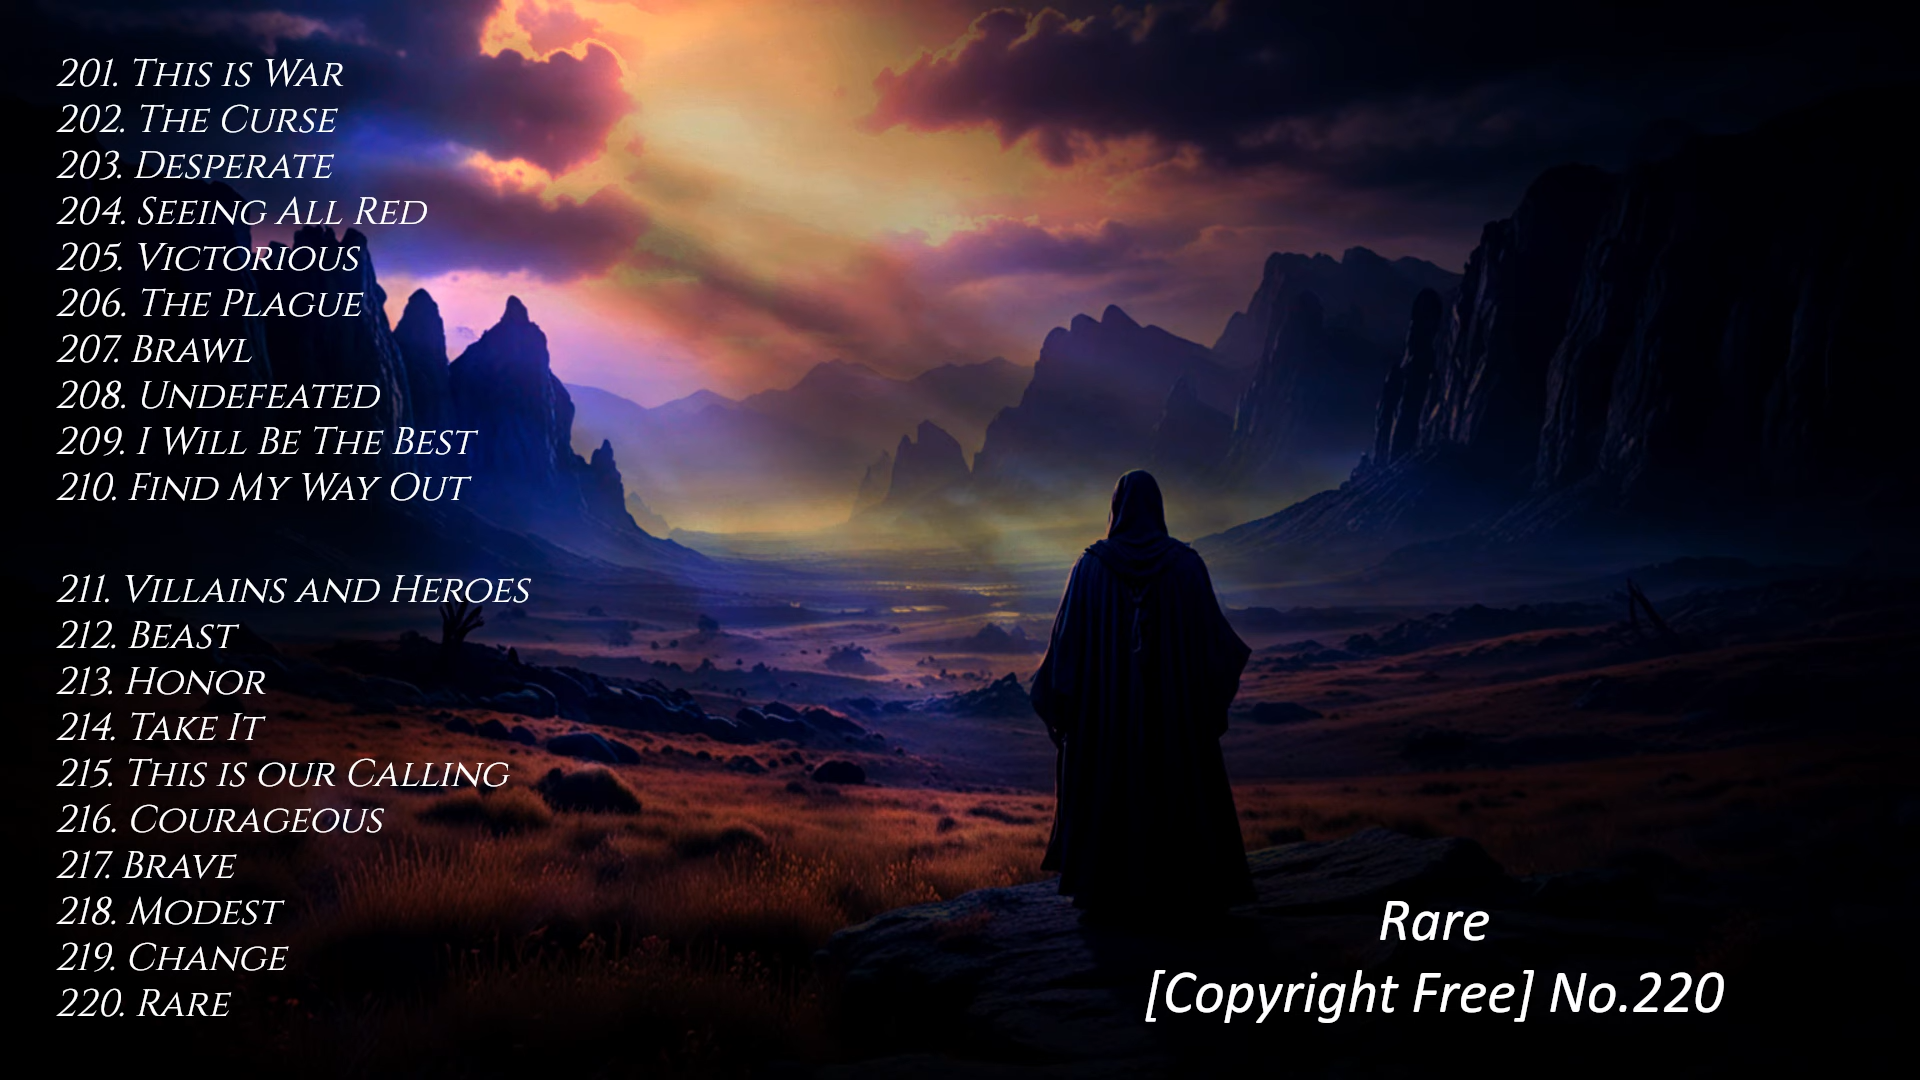 201. This is War
202. The Curse
203. Desperate
204. Seeing All Red
205. Victorious
206. The Plague
207. Brawl
208. Undefeated
209. I Will Be The Best
210. Find My Way Out
211. Villains and Heroes
212. Beast
213. Honor
214. Take It
215. This is our Calling
216. Courageous
217. Brave
218. Modest
219. Change
220. Rare
Rare
[Copyright Free] No.220